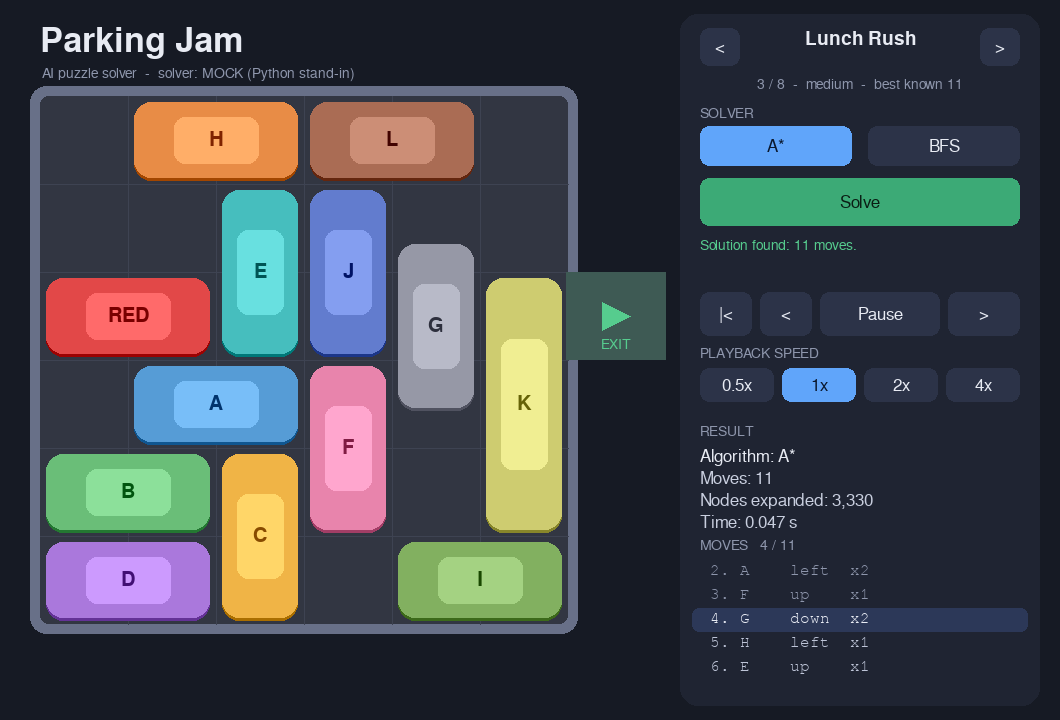 Parking Jam
AI puzzle solver - solver: MOCK (Python stand-in)
H
L
E
J
G
RED
K
A
F
B
C
D
I
EXIT
<
Lunch Rush
>
3 / 8 - medium - best known 11
SOLVER
A*
BFS
Solve
Solution found: 11 moves.
|<
<
Pause
>
PLAYBACK SPEED
0.5x
1x
2x
4x
RESULT
Algorithm: A*
Moves: 11
Nodes expanded: 3,330
Time: 0.047 s
MOVES 4 / 11
2. A left x2
3. F up x1
4. G down x2
5. H left x1
6. E up x1